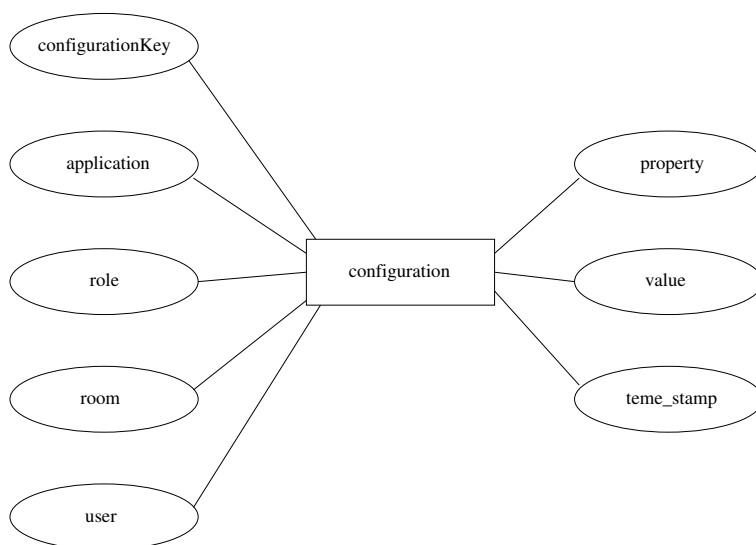 configurationKey
application
property
configuration
role
value
room
teme_stamp
user